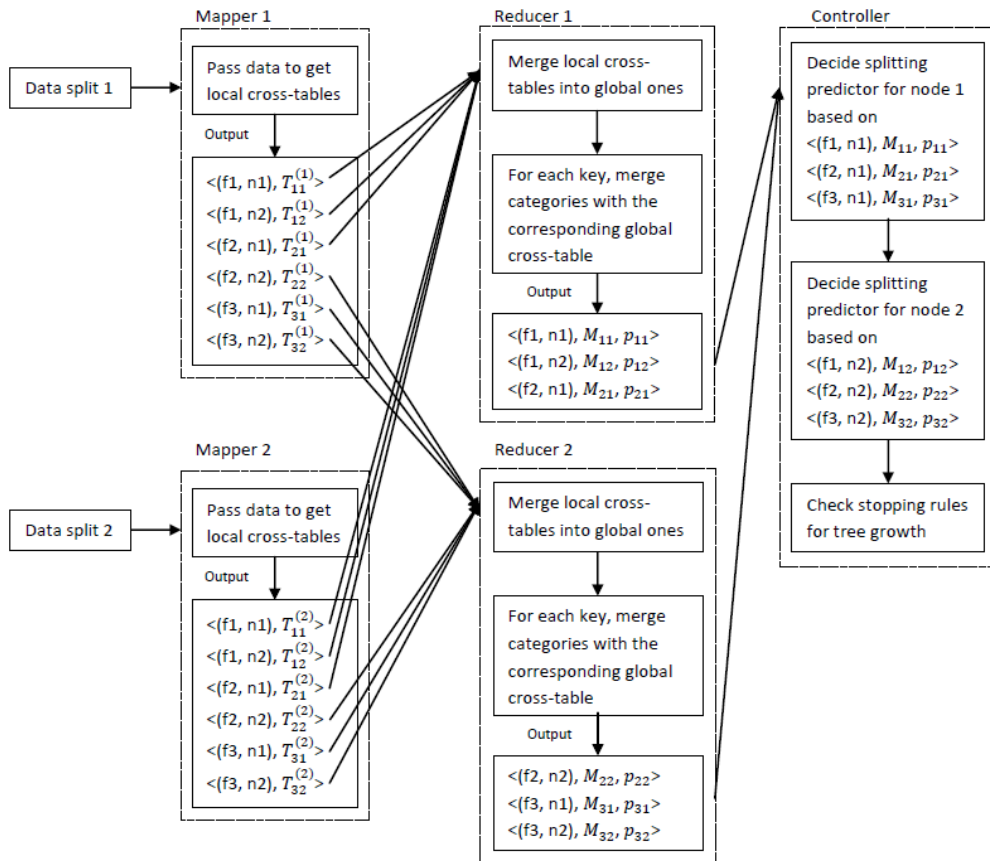 Mapper 1
Data split 1
Pass data to get
local cross-tables
Output
<(f1, n1), T₁₁⁽¹⁾>
<(f1, n2), T₁₂⁽¹⁾>
<(f2, n1), T₂₁⁽¹⁾>
<(f2, n2), T₂₂⁽¹⁾>
<(f3, n1), T₃₁⁽¹⁾>
<(f3, n2), T₃₂⁽¹⁾>
Mapper 2
Data split 2
Pass data to get
local cross-tables
Output
<(f1, n1), T₁₁⁽²⁾>
<(f1, n2), T₁₂⁽²⁾>
<(f2, n1), T₂₁⁽²⁾>
<(f2, n2), T₂₂⁽²⁾>
<(f3, n1), T₃₁⁽²⁾>
<(f3, n2), T₃₂⁽²⁾>
Reducer 1
Merge local cross-
tables into global ones
For each key, merge
categories with the
corresponding global
cross-table
Output
<(f1, n1), M₁₁, p₁₁>
<(f1, n2), M₁₂, p₁₂>
<(f2, n1), M₂₁, p₂₁>
Reducer 2
Merge local cross-
tables into global ones
For each key, merge
categories with the
corresponding global
cross-table
Output
<(f2, n2), M₂₂, p₂₂>
<(f3, n1), M₃₁, p₃₁>
<(f3, n2), M₃₂, p₃₂>
Controller
Decide splitting
predictor for node 1
based on
<(f1, n1), M₁₁, p₁₁>
<(f2, n1), M₂₁, p₂₁>
<(f3, n1), M₃₁, p₃₁>
Decide splitting
predictor for node 2
based on
<(f1, n2), M₁₂, p₁₂>
<(f2, n2), M₂₂, p₂₂>
<(f3, n2), M₃₂, p₃₂>
Check stopping rules
for tree growth